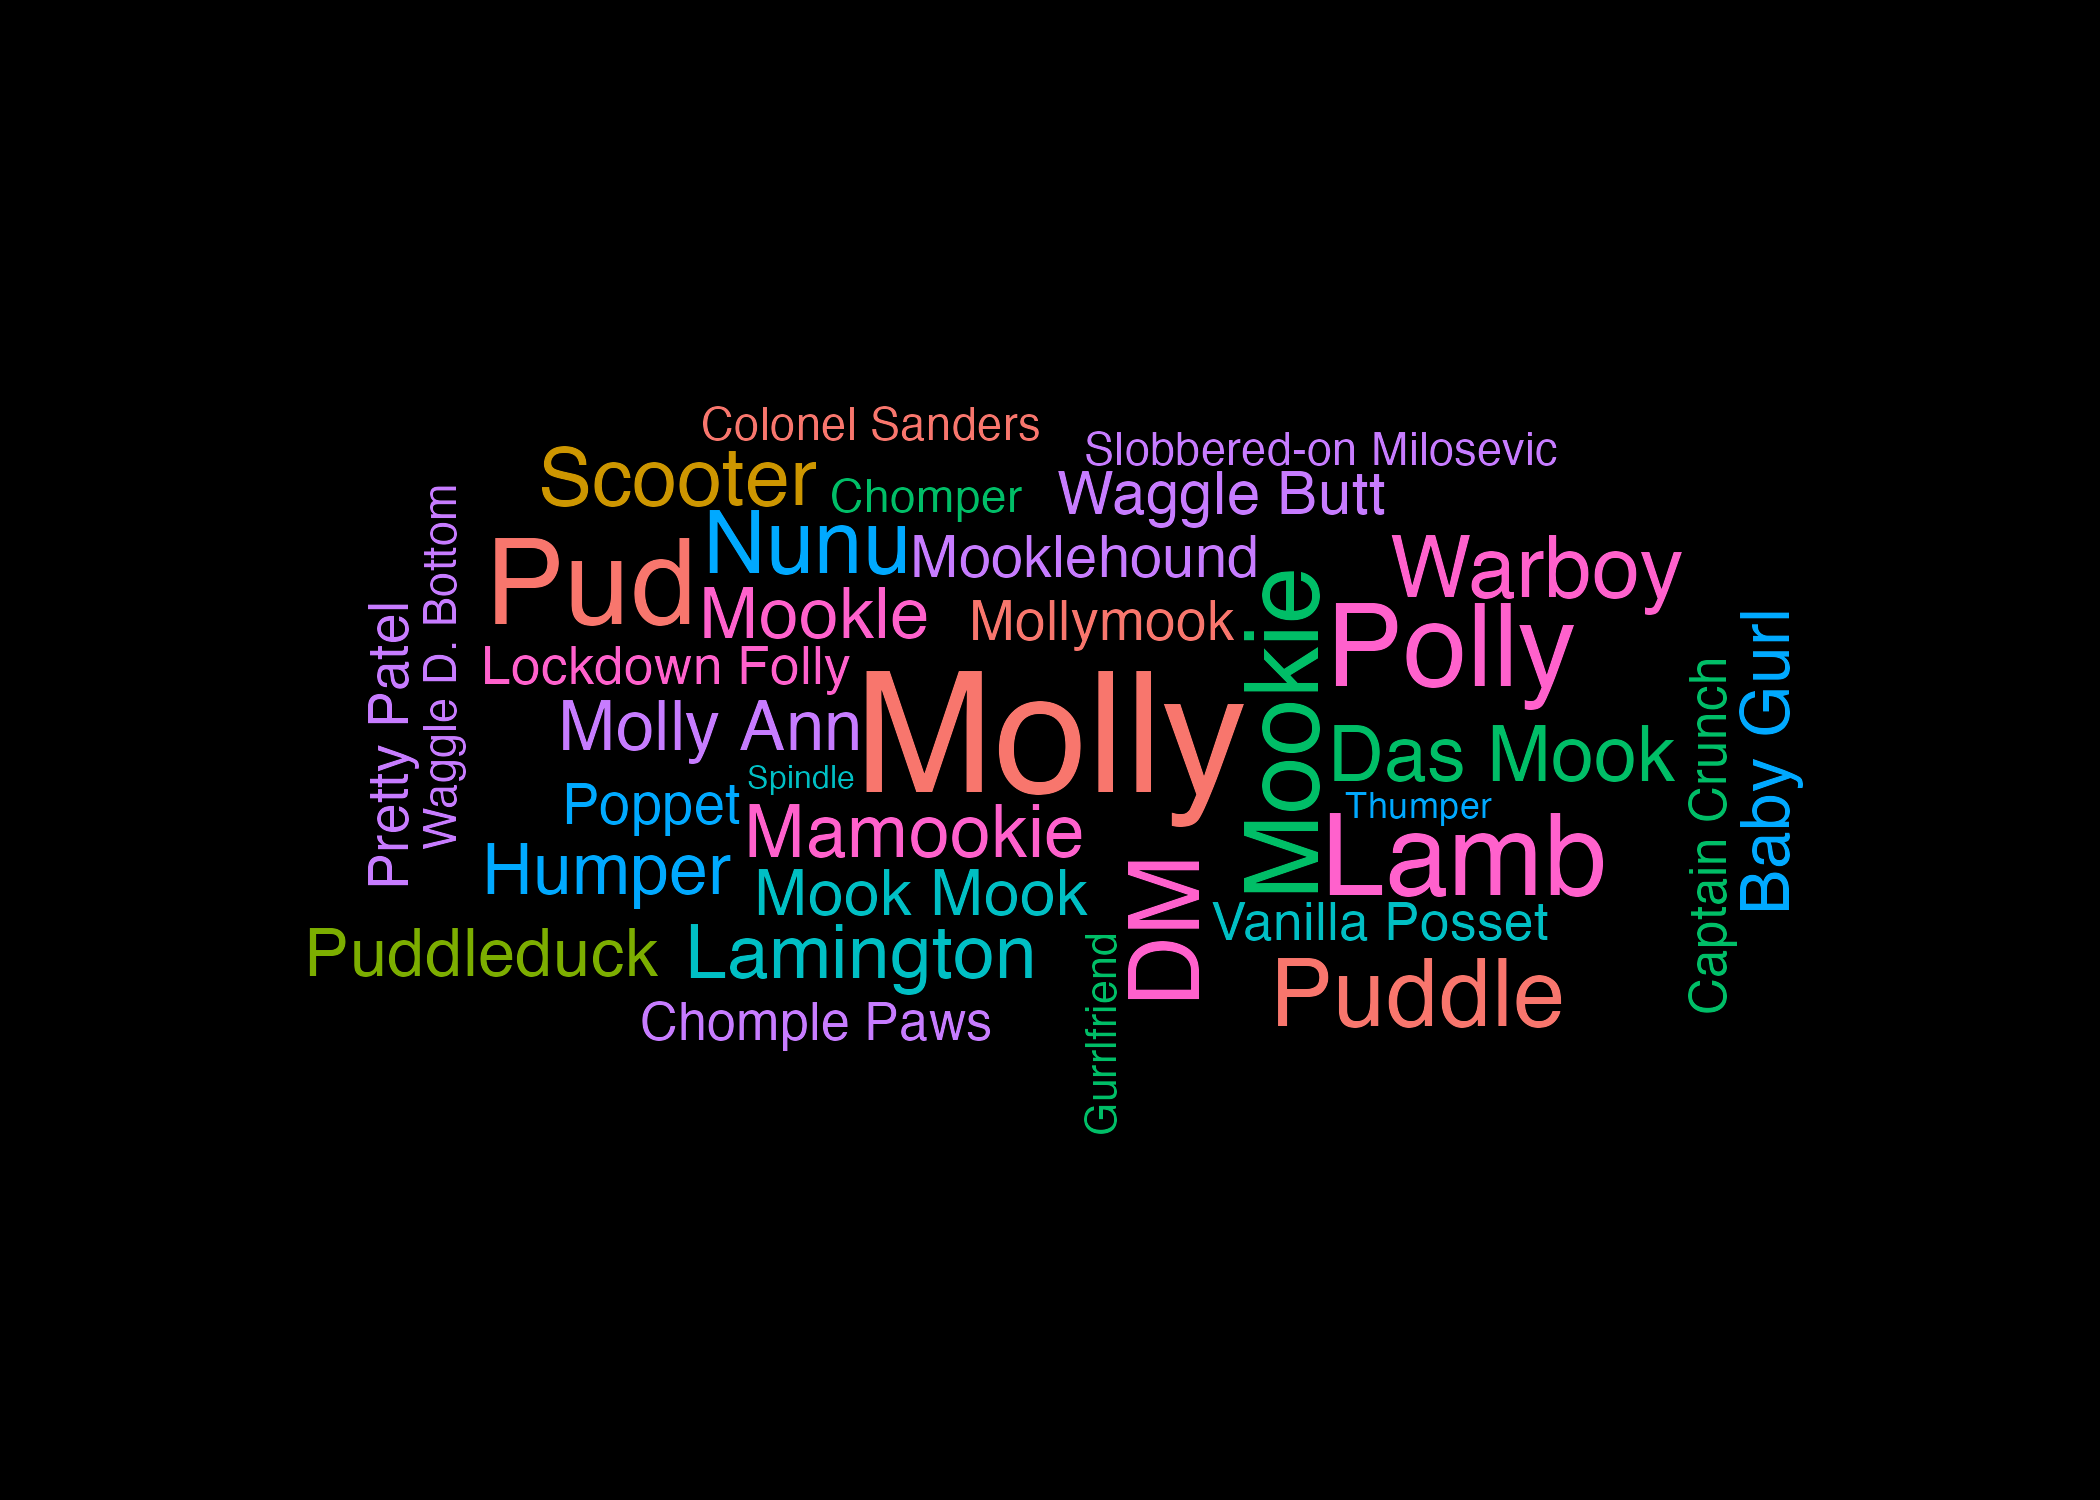 Colonel Sanders
Slobbered-on Milosevic
Scooter
Chomper
Waggle Butt
Nunu
Mooklehound
Pud
Warboy
Mookle
Mollymook
Mookie
Polly
Pretty Patel
Waggle D. Bottom
Lockdown Folly
Molly Ann
Molly
Das Mook
Captain Crunch
Baby Gurl
Spindle
Poppet
Thumper
Mamookie
Lamb
Humper
Mook Mook
DM
Vanilla Posset
Puddleduck
Lamington
Gurrlfriend
Puddle
Chomple Paws